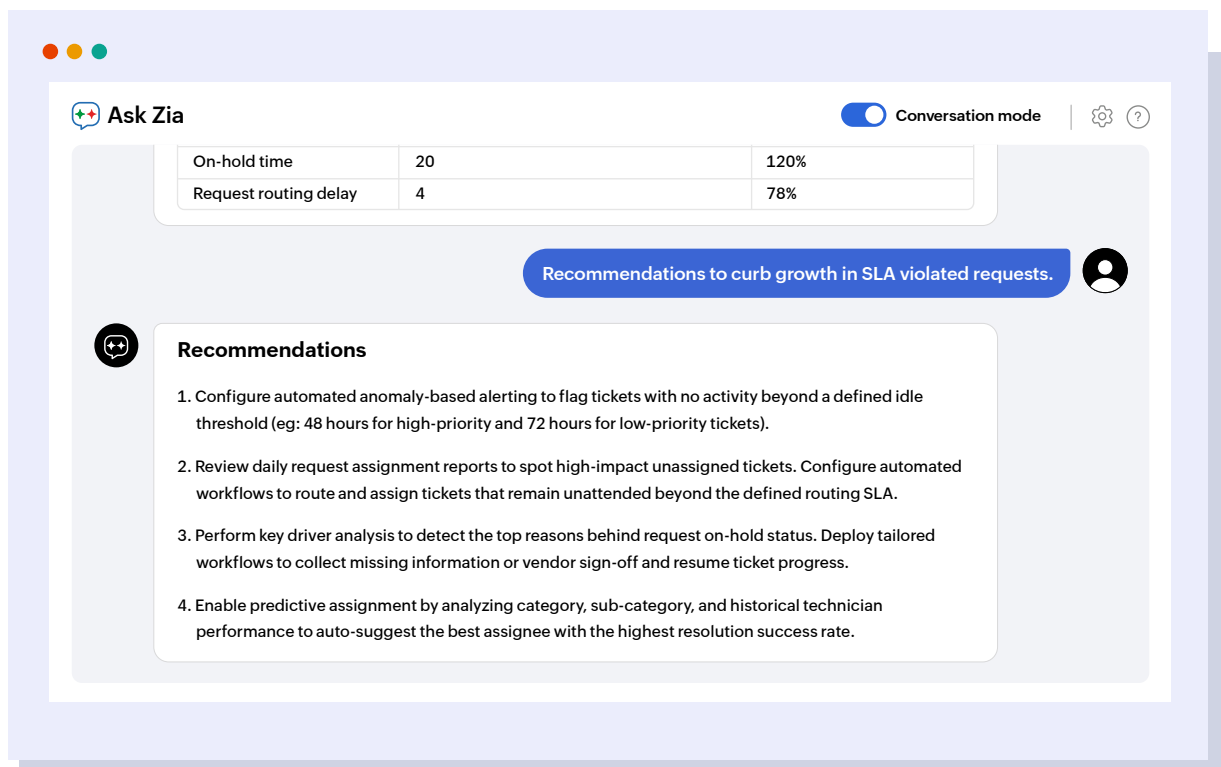 Ask Zia
Conversation mode
?
On-hold time 20 120%
Request routing delay 4 78%
Recommendations to curb growth in SLA violated requests.
Recommendations
1. Configure automated anomaly-based alerting to flag tickets with no activity beyond a defined idle
threshold (eg: 48 hours for high-priority and 72 hours for low-priority tickets).
2. Review daily request assignment reports to spot high-impact unassigned tickets. Configure automated
workflows to route and assign tickets that remain unattended beyond the defined routing SLA.
3. Perform key driver analysis to detect the top reasons behind request on-hold status. Deploy tailored
workflows to collect missing information or vendor sign-off and resume ticket progress.
4. Enable predictive assignment by analyzing category, sub-category, and historical technician
performance to auto-suggest the best assignee with the highest resolution success rate.